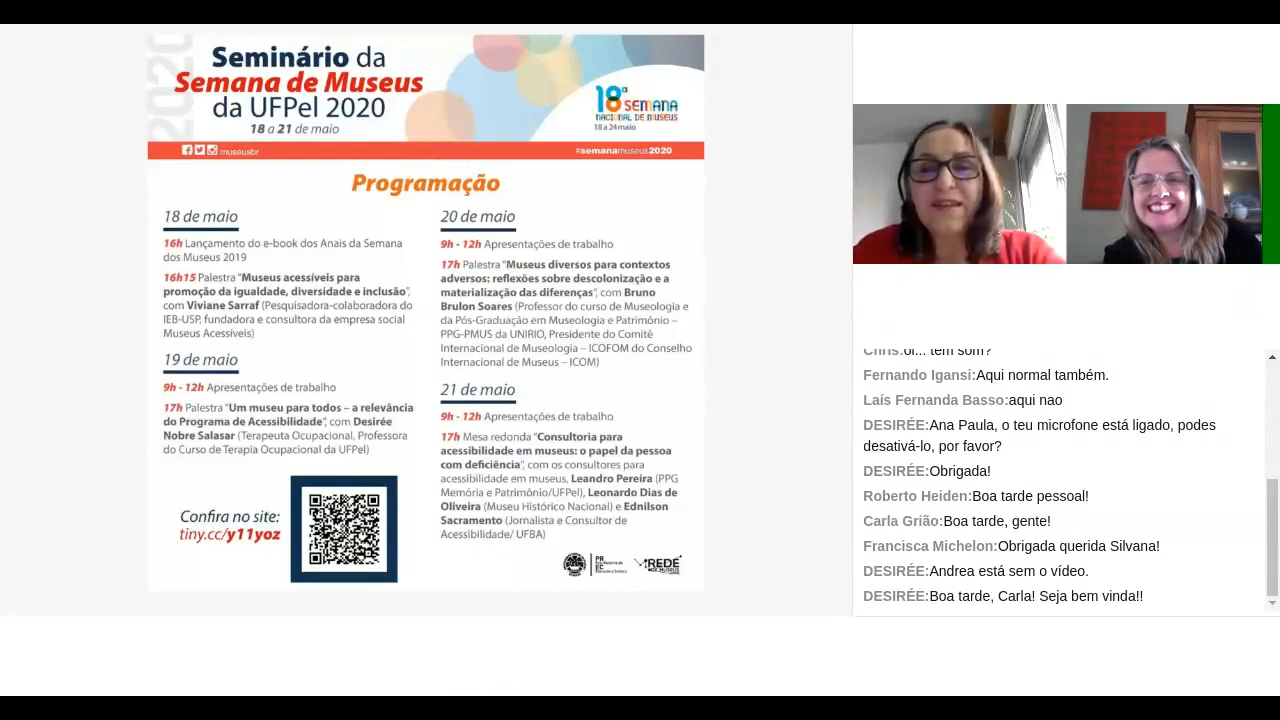 2020
Seminário da
Semana de Museus
da UFPel 2020
18 a 21 de maio
18ª SEMANA
NACIONAL DE MUSEUS
18 a 24 maio
museusbr
#semanamuseus2020
Programação
18 de maio
16h Lançamento do e-book dos Anais da Semana
dos Museus 2019
16h15 Palestra "Museus acessíveis para
promoção da igualdade, diversidade e inclusão",
com Viviane Sarraf (Pesquisadora-colaboradora do
IEB-USP, fundadora e consultora da empresa social
Museus Acessíveis)
19 de maio
9h - 12h Apresentações de trabalho
17h Palestra "Um museu para todos – a relevância
do Programa de Acessibilidade", com Desirée
Nobre Salasar (Terapeuta Ocupacional, Professora
do Curso de Terapia Ocupacional da UFPel)
Confira no site:
tiny.cc/y11yoz
20 de maio
9h - 12h Apresentações de trabalho
17h Palestra "Museus diversos para contextos
adversos: reflexões sobre descolonização e a
materialização das diferenças", com Bruno
Brulon Soares (Professor do curso de Museologia e
da Pós-Graduação em Museologia e Patrimônio –
PPG-PMUS da UNIRIO, Presidente do Comitê
Internacional de Museologia – ICOFOM do Conselho
Internacional de Museus – ICOM)
21 de maio
9h - 12h Apresentações de trabalho
17h Mesa redonda "Consultoria para
acessibilidade em museus: o papel da pessoa
com deficiência", com os consultores para
acessibilidade em museus, Leandro Pereira (PPG
Memória e Patrimônio/UFPel), Leonardo Dias de
Oliveira (Museu Histórico Nacional) e Ednilson
Sacramento (Jornalista e Consultor de
Acessibilidade/ UFBA)
PR
EC
REDE
DE MUSEUS
Chris:oi... tem som?
Fernando Igansi:Aqui normal também.
Laís Fernanda Basso:aqui nao
DESIRÉE:Ana Paula, o teu microfone está ligado, podes
desativá-lo, por favor?
DESIRÉE:Obrigada!
Roberto Heiden:Boa tarde pessoal!
Carla Grião:Boa tarde, gente!
Francisca Michelon:Obrigada querida Silvana!
DESIRÉE:Andrea está sem o vídeo.
DESIRÉE:Boa tarde, Carla! Seja bem vinda!!